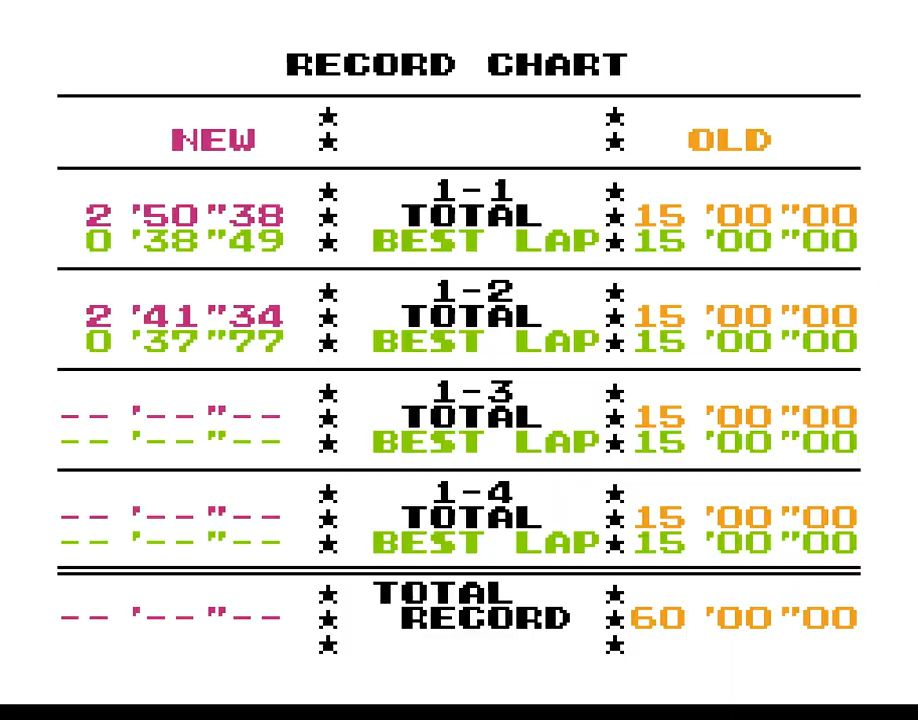 RECORD CHART
NEW OLD
1-1
2 '50"38 TOTAL 15 '00"00
0 '38"49 BEST LAP 15 '00"00
1-2
2 '41"34 TOTAL 15 '00"00
0 '37"77 BEST LAP 15 '00"00
1-3
-- '--"-- TOTAL 15 '00"00
-- '--"-- BEST LAP 15 '00"00
1-4
-- '--"-- TOTAL 15 '00"00
-- '--"-- BEST LAP 15 '00"00
TOTAL
-- '--"-- RECORD 60 '00"00